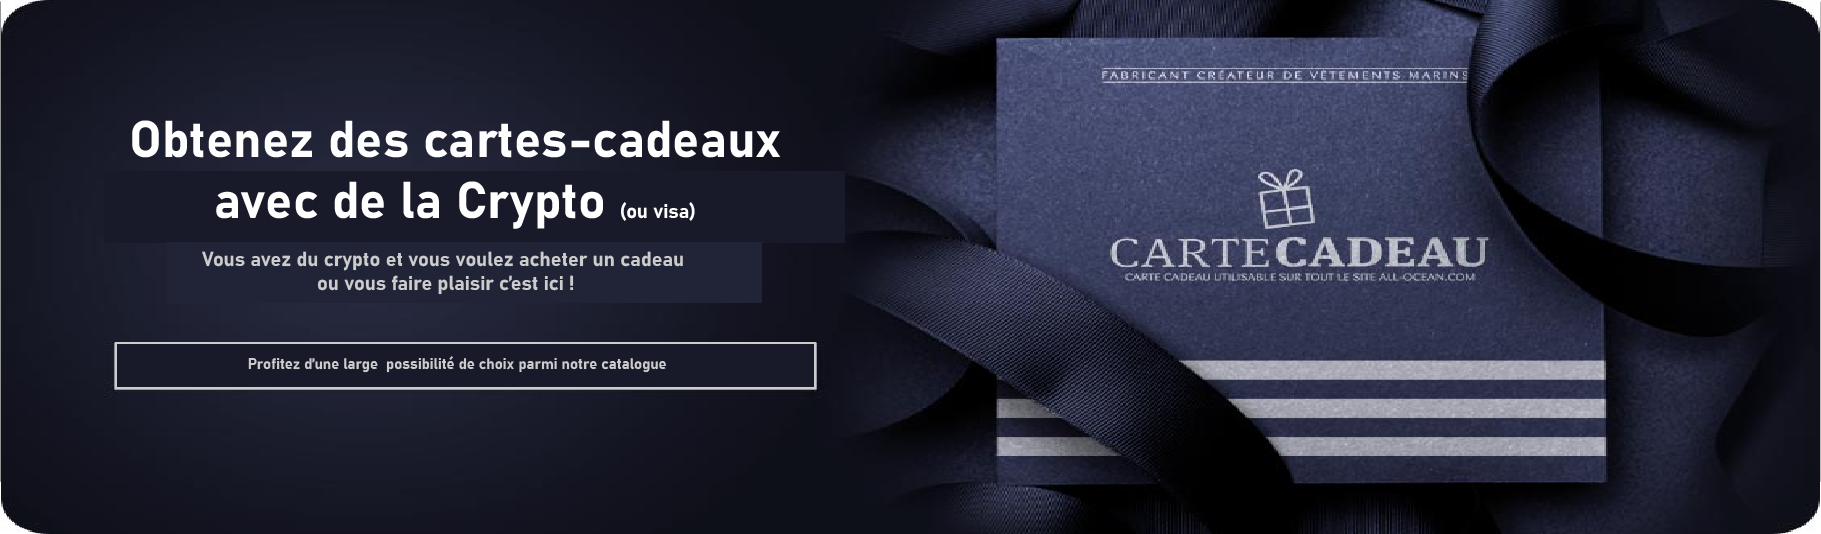 Obtenez des cartes-cadeaux
avec de la Crypto (ou visa)
Vous avez du crypto et vous voulez acheter un cadeau
ou vous faire plaisir c'est ici !
Profitez d'une large possibilité de choix parmi notre catalogue
FABRICANT CRÉATEUR DE VÊTEMENTS MARINS
CARTECADEAU
CARTE CADEAU UTILISABLE SUR TOUT LE SITE ALL-OCEAN.COM